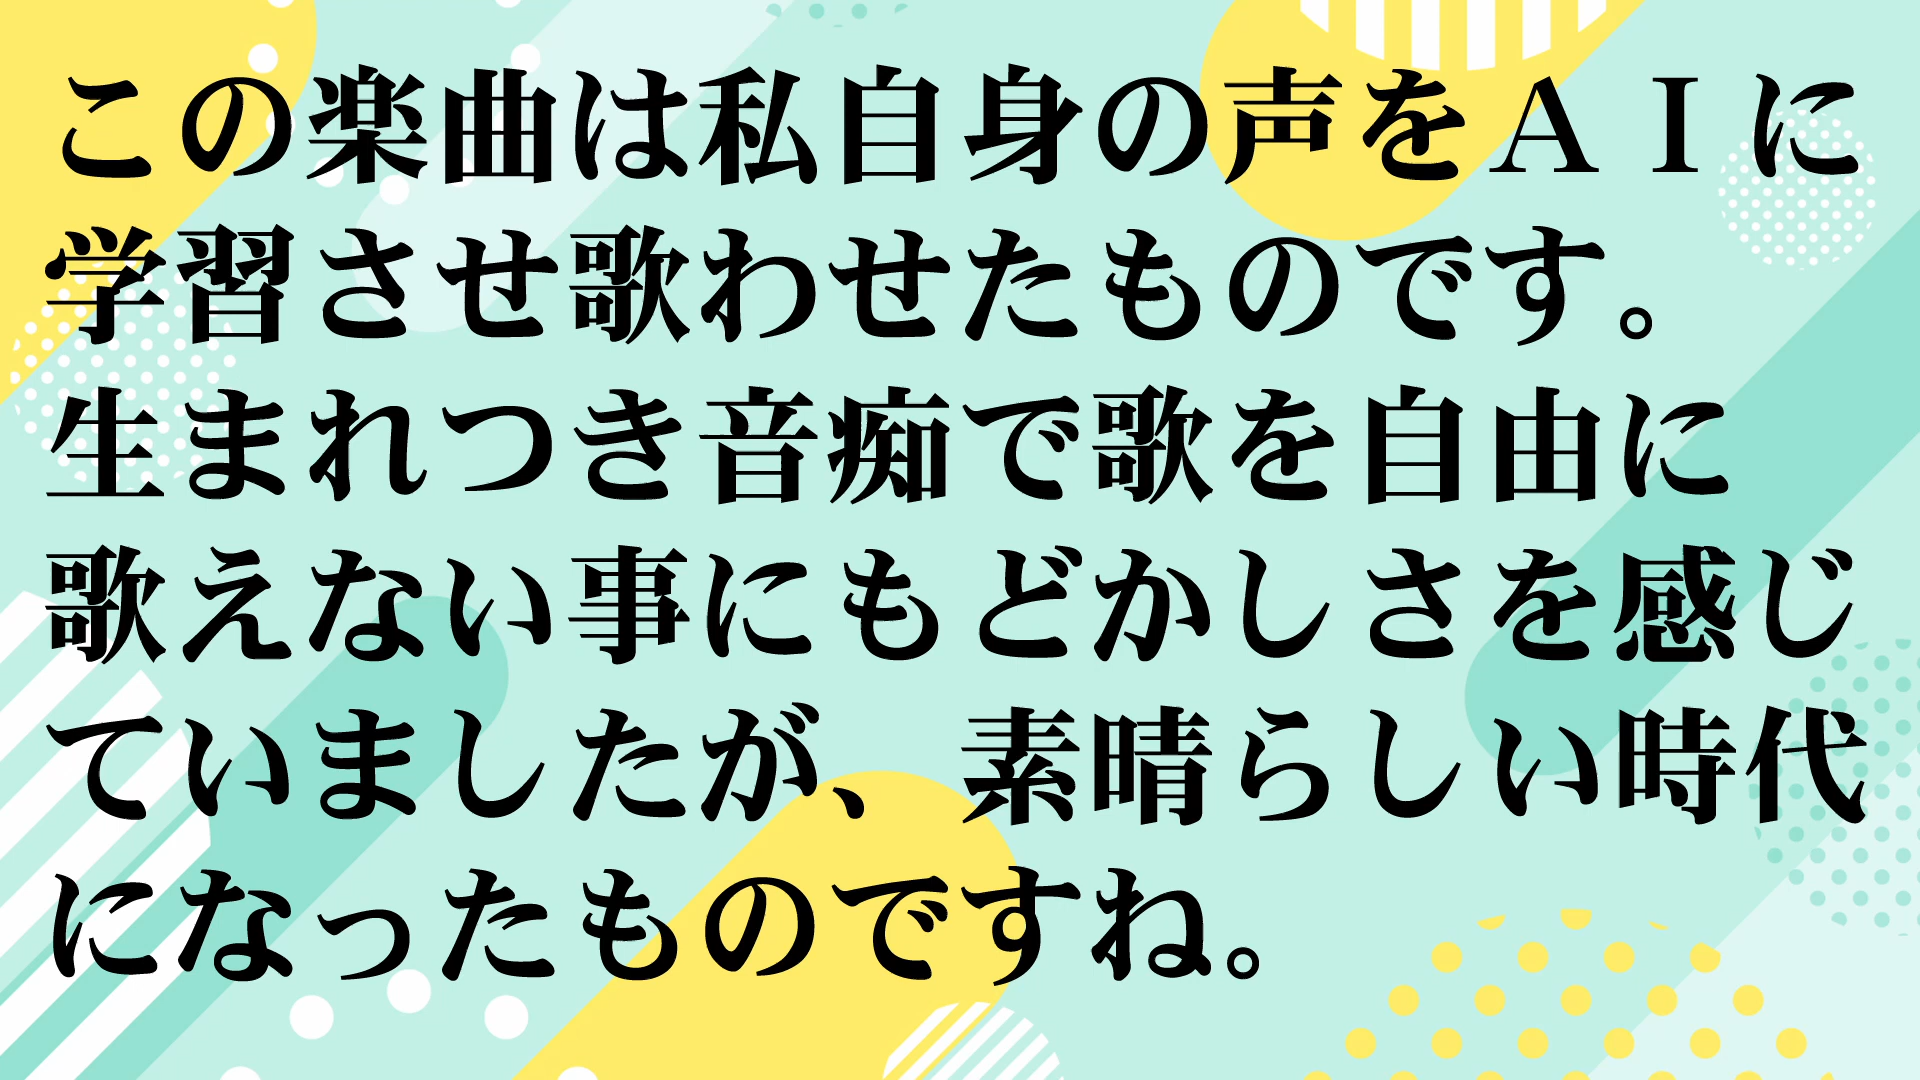 この楽曲は私自身の声をＡＩに
学習させ歌わせたものです。
生まれつき音痴で歌を自由に
歌えない事にもどかしさを感じ
ていましたが、素晴らしい時代
になったものですね。